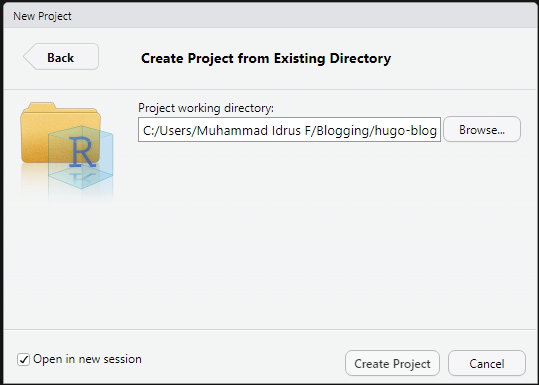 New Project
Back
Create Project from Existing Directory
Project working directory:
C:/Users/Muhammad Idrus F/Blogging/hugo-blog
Browse...
R
Open in new session
Create Project
Cancel